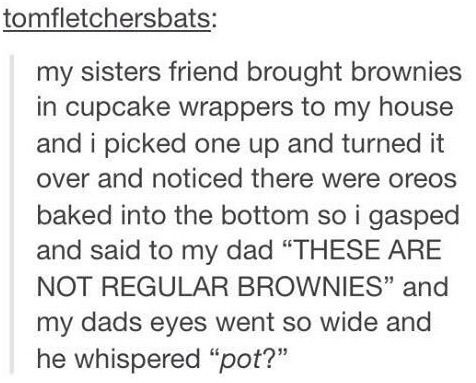 tomfletchersbats:
my sisters friend brought brownies
in cupcake wrappers to my house
and i picked one up and turned it
over and noticed there were oreos
baked into the bottom so i gasped
and said to my dad “THESE ARE
NOT REGULAR BROWNIES” and
my dads eyes went so wide and
he whispered “pot?”